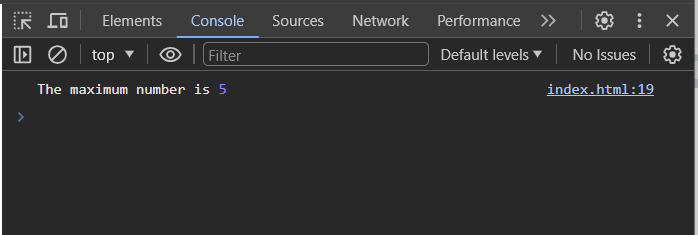 Elements Console Sources Network Performance
top Filter Default levels No Issues
The maximum number is 5 index.html:19